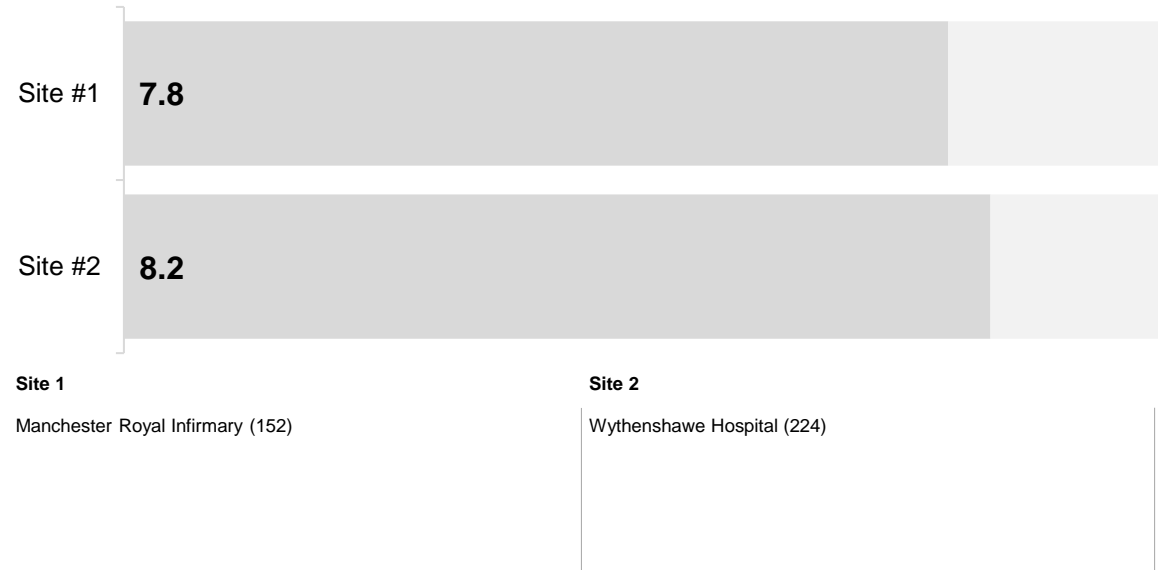 Site #1
7.8
Site #2
8.2
Site 1
Manchester Royal Infirmary (152)
Site 2
Wythenshawe Hospital (224)